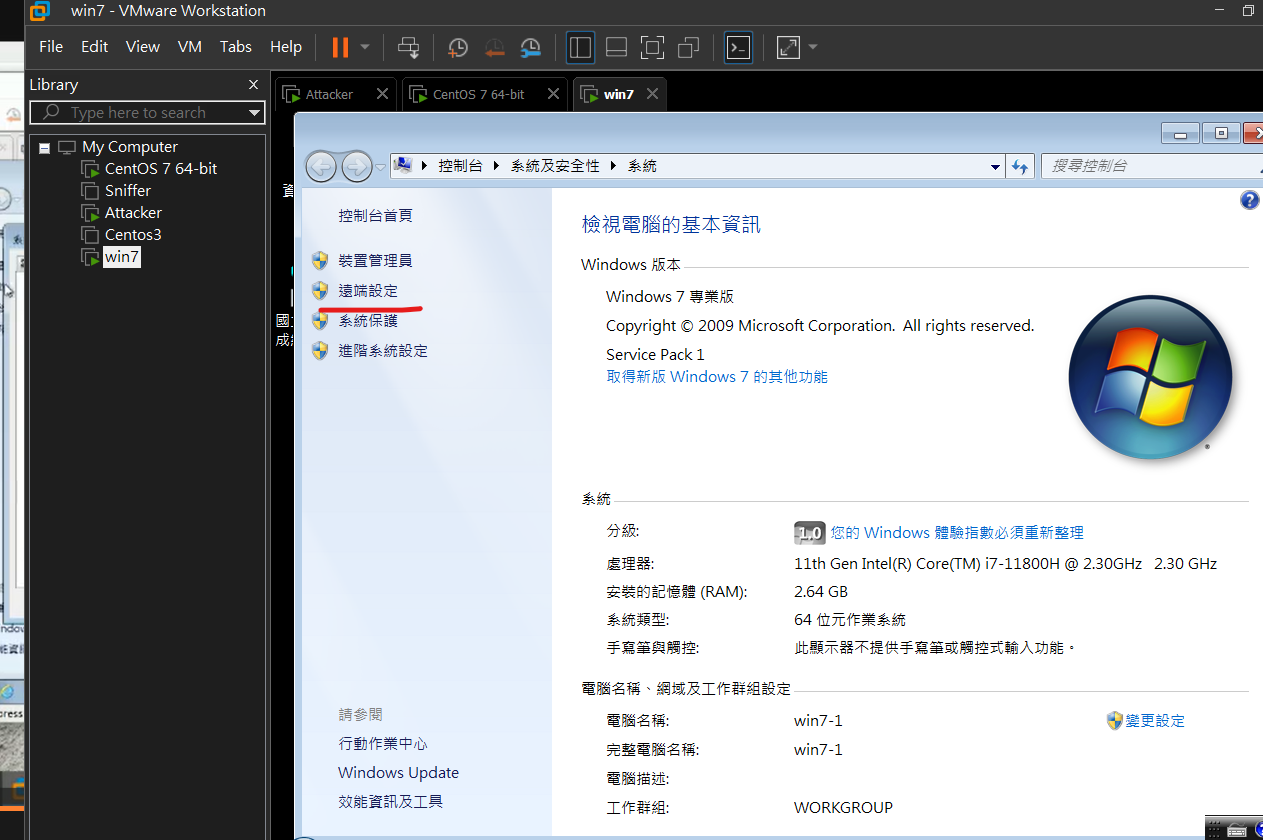 win7 - VMware Workstation
File Edit View VM Tabs Help
Library
Type here to search
My Computer
CentOS 7 64-bit
Sniffer
Attacker
Centos3
win7
Attacker
CentOS 7 64-bit
win7
控制台 系統及安全性 系統
搜尋控制台
控制台首頁
裝置管理員
遠端設定
系統保護
進階系統設定
請參閱
行動作業中心
Windows Update
效能資訊及工具
檢視電腦的基本資訊
Windows 版本
Windows 7 專業版
Copyright © 2009 Microsoft Corporation. All rights reserved.
Service Pack 1
取得新版 Windows 7 的其他功能
系統
分級: 1.0 您的 Windows 體驗指數必須重新整理
處理器: 11th Gen Intel(R) Core(TM) i7-11800H @ 2.30GHz 2.30 GHz
安裝的記憶體 (RAM): 2.64 GB
系統類型: 64 位元作業系統
手寫筆與觸控: 此顯示器不提供手寫筆或觸控式輸入功能。
電腦名稱、網域及工作群組設定
電腦名稱: win7-1 變更設定
完整電腦名稱: win7-1
電腦描述:
工作群組: WORKGROUP